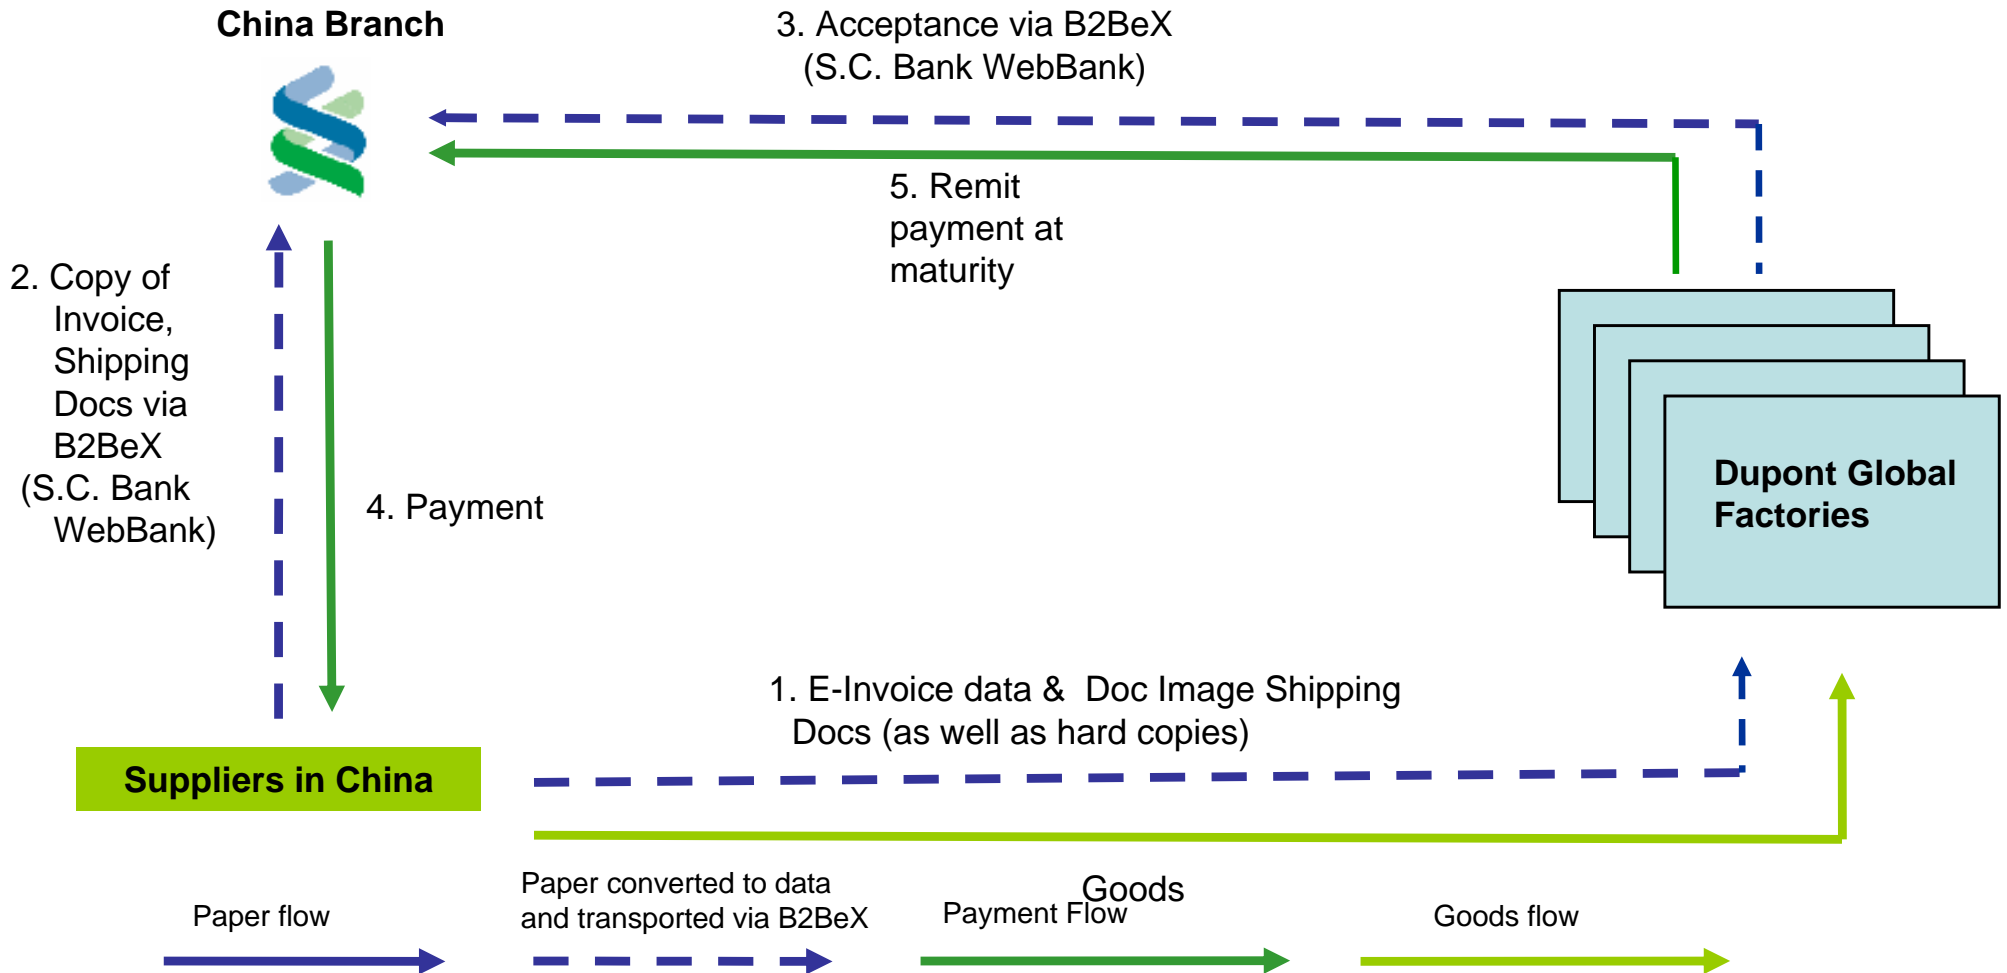 China Branch
3. Acceptance via B2BeX
(S.C. Bank WebBank)
5. Remit
payment at
maturity
2. Copy of
Invoice,
Shipping
Docs via
B2BeX
(S.C. Bank
WebBank)
4. Payment
Dupont Global
Factories
1. E-Invoice data & Doc Image Shipping
Docs (as well as hard copies)
Suppliers in China
Goods
Paper flow
Paper converted to data
and transported via B2BeX
Payment Flow
Goods flow